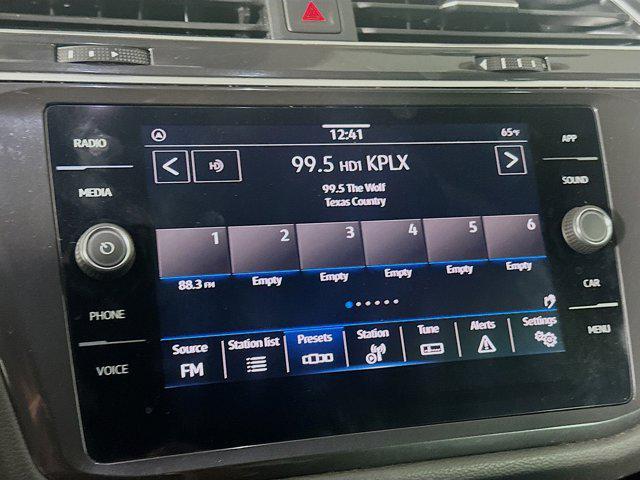 RADIO
MEDIA
PHONE
VOICE
12:41
65°F
HD
99.5 HD1 KPLX
99.5 The Wolf
Texas Country
1 2 3 4 5 6
88.3 FM Empty Empty Empty Empty Empty
Source Station list Presets Station Tune Alerts Settings
FM
APP
SOUND
CAR
MENU